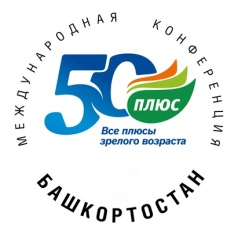 МЕЖДУНАРОДНАЯ КОНФЕРЕНЦИЯ
50
ПЛЮС
Все плюсы
зрелого возраста
БАШКОРТОСТАН